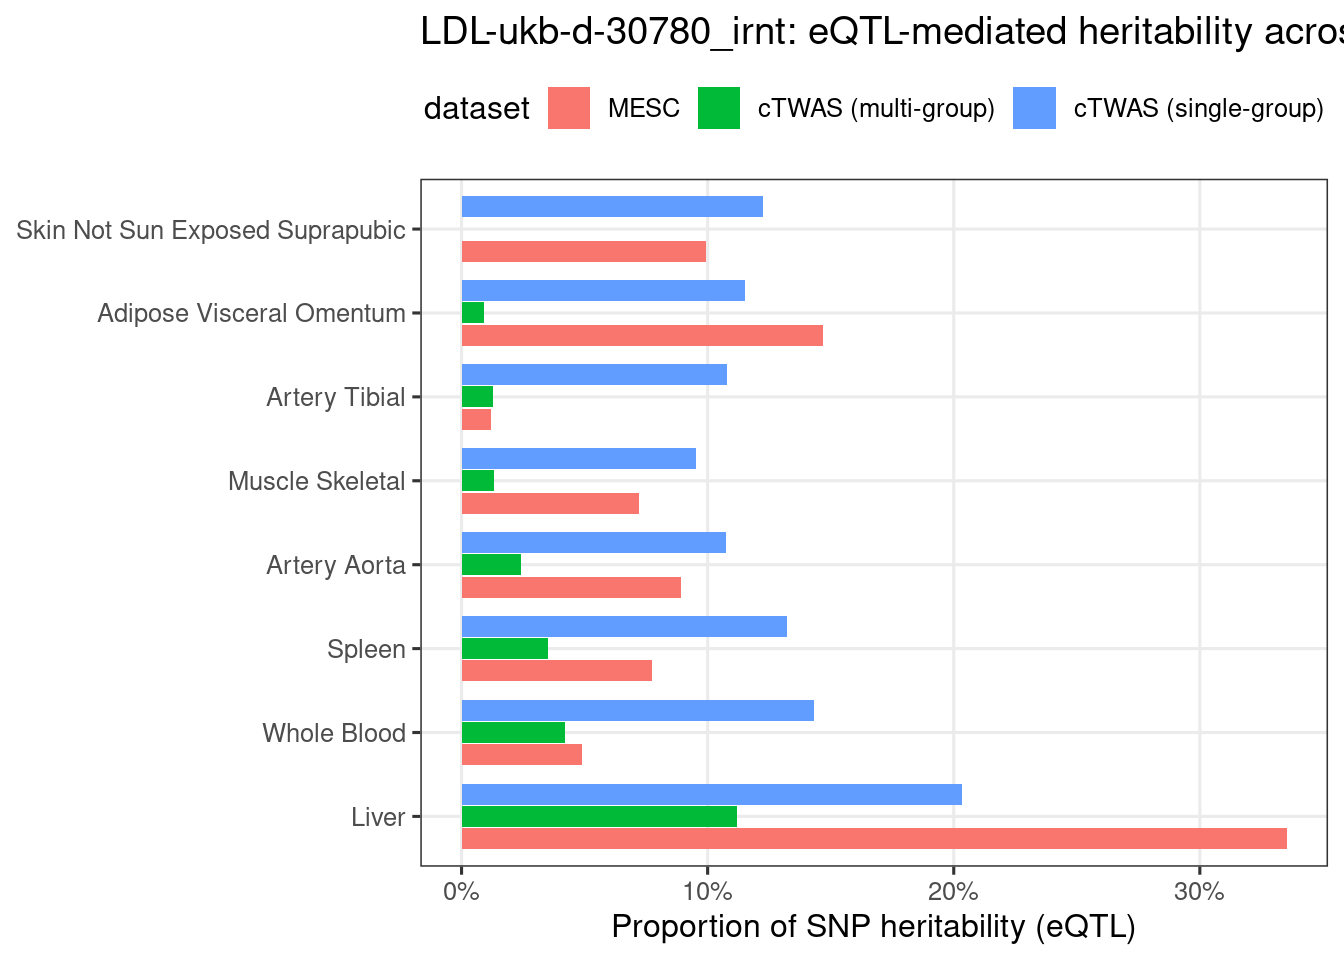 LDL-ukb-d-30780_irnt: eQTL-mediated heritability
dataset MESC cTWAS (multi-group) cTWAS (single-group)
Skin Not Sun Exposed Suprapubic
Adipose Visceral Omentum
Artery Tibial
Muscle Skeletal
Artery Aorta
Spleen
Whole Blood
Liver
0% 10% 20% 30%
Proportion of SNP heritability (eQTL)